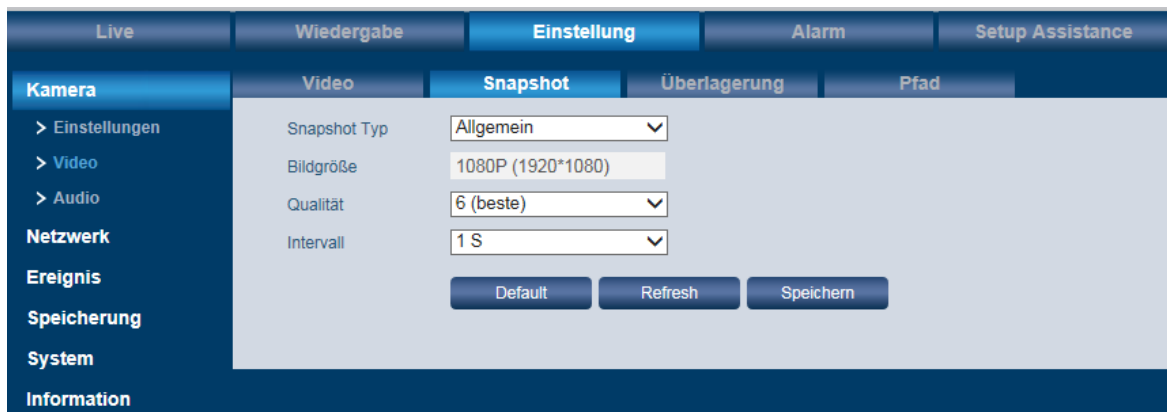 Live Wiedergabe Einstellung Alarm Setup Assistance
Kamera
> Einstellungen
> Video
> Audio
Netzwerk
Ereignis
Speicherung
System
Information
Video Snapshot Überlagerung Pfad
Snapshot Typ Allgemein
Bildgröße 1080P (1920*1080)
Qualität 6 (beste)
Intervall 1 S
Default Refresh Speichern